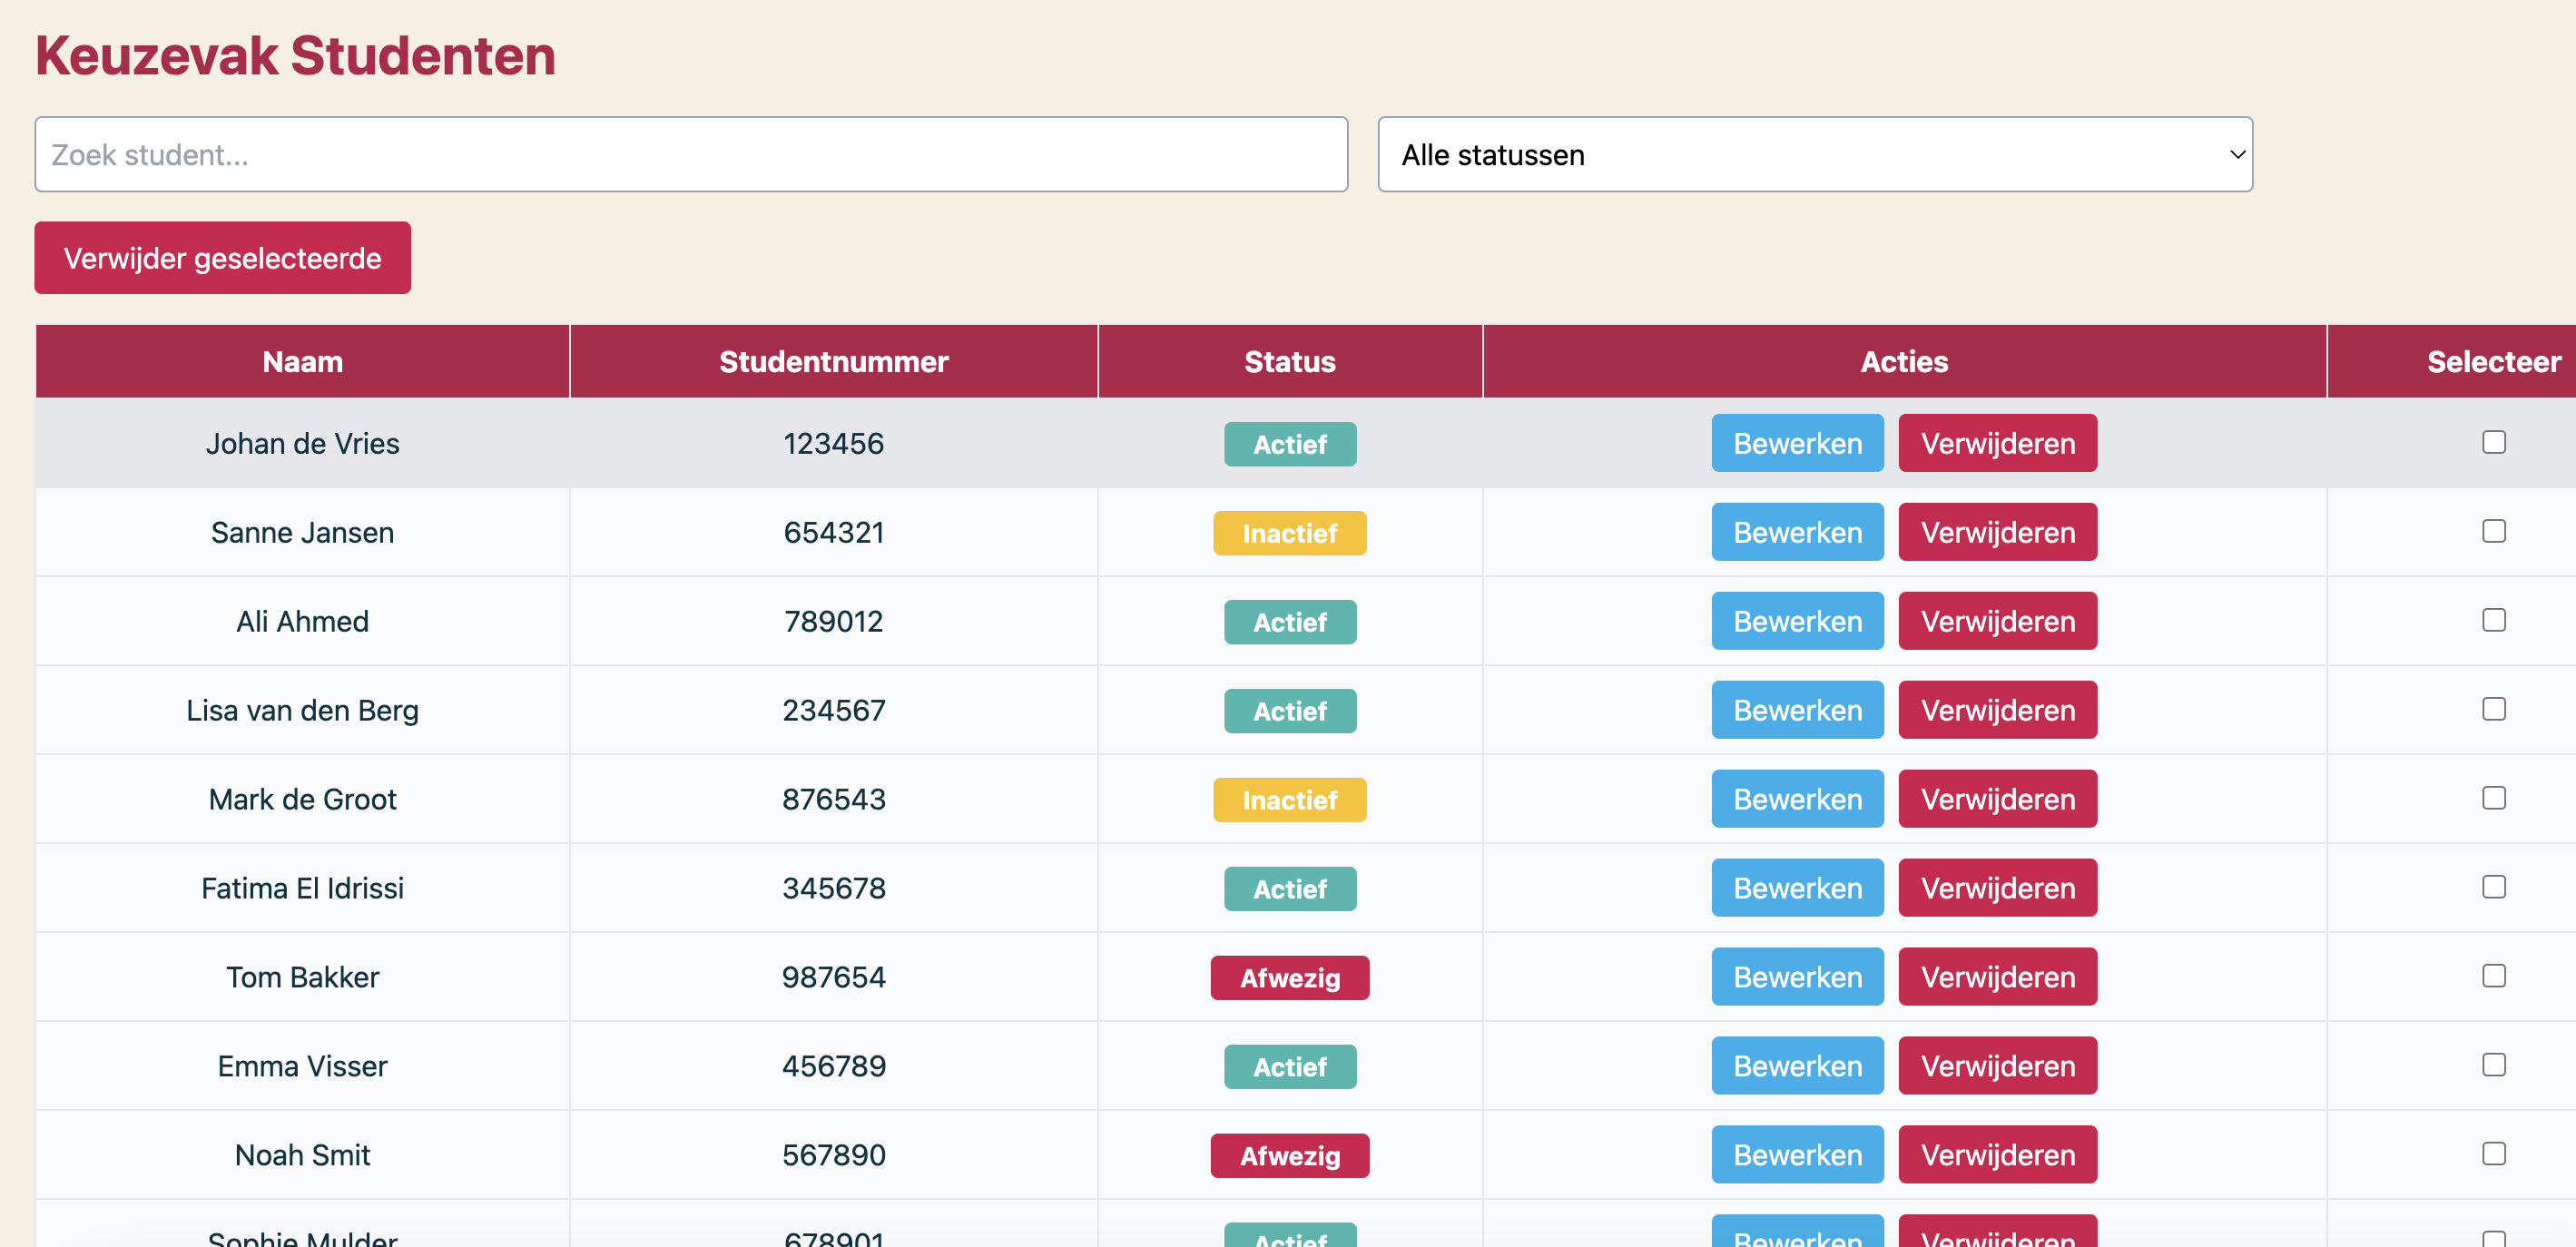 Keuzevak Studenten
Zoek student...
Alle statussen
Verwijder geselecteerde
Naam Studentnummer Status Acties Selecteer
Johan de Vries 123456 Actief Bewerken Verwijderen
Sanne Jansen 654321 Inactief Bewerken Verwijderen
Ali Ahmed 789012 Actief Bewerken Verwijderen
Lisa van den Berg 234567 Actief Bewerken Verwijderen
Mark de Groot 876543 Inactief Bewerken Verwijderen
Fatima El Idrissi 345678 Actief Bewerken Verwijderen
Tom Bakker 987654 Afwezig Bewerken Verwijderen
Emma Visser 456789 Actief Bewerken Verwijderen
Noah Smit 567890 Afwezig Bewerken Verwijderen
Sophie Mulder 678901 Actief Bewerken Verwijderen